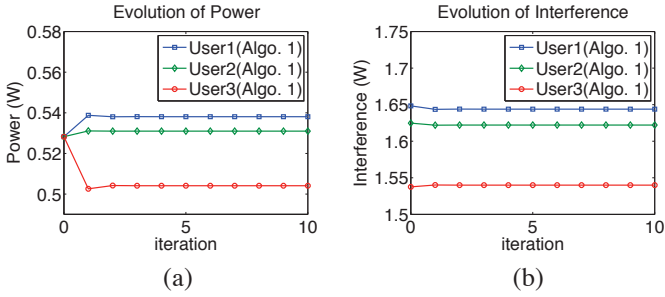 Evolution of Power
0.58
0.56
0.54
0.52
0.5
Power (W)
User1(Algo. 1)
User2(Algo. 1)
User3(Algo. 1)
0
5
10
iteration
(a)
Evolution of Interference
1.75
1.7
1.65
1.6
1.55
1.5
Interference (W)
User1(Algo. 1)
User2(Algo. 1)
User3(Algo. 1)
0
5
10
iteration
(b)